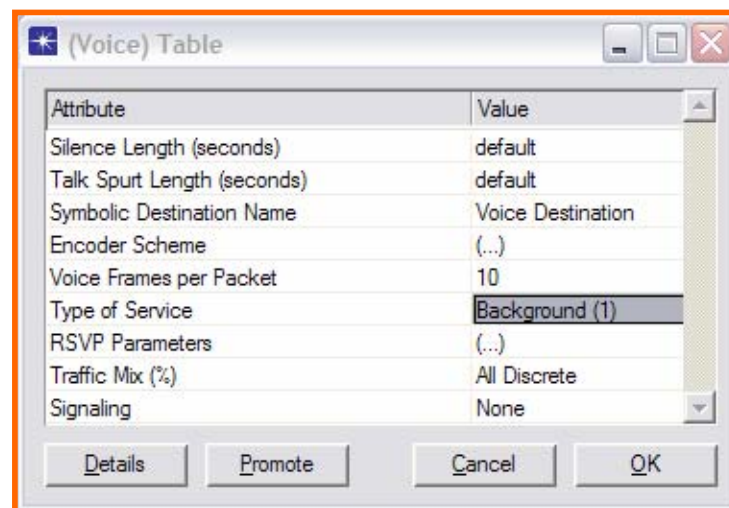 (Voice) Table
Attribute Value
Silence Length (seconds) default
Talk Spurt Length (seconds) default
Symbolic Destination Name Voice Destination
Encoder Scheme (...)
Voice Frames per Packet 10
Type of Service Background (1)
RSVP Parameters (...)
Traffic Mix (%) All Discrete
Signaling None
Details Promote Cancel OK